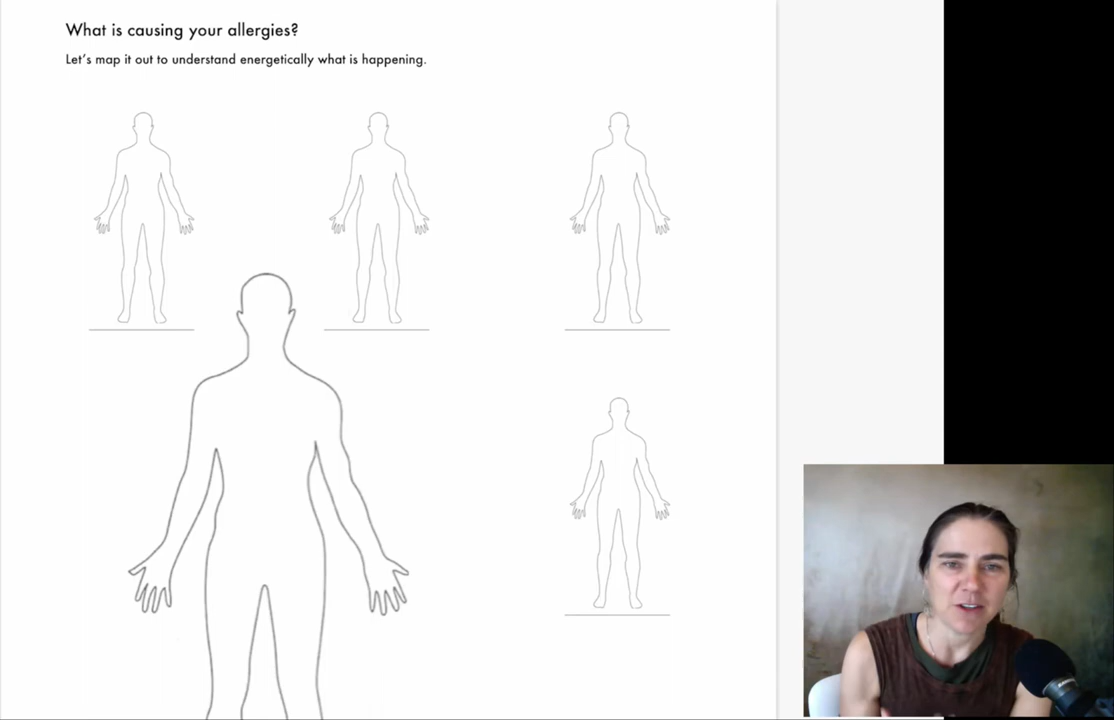 What is causing your allergies?
Let's map it out to understand energetically what is happening.